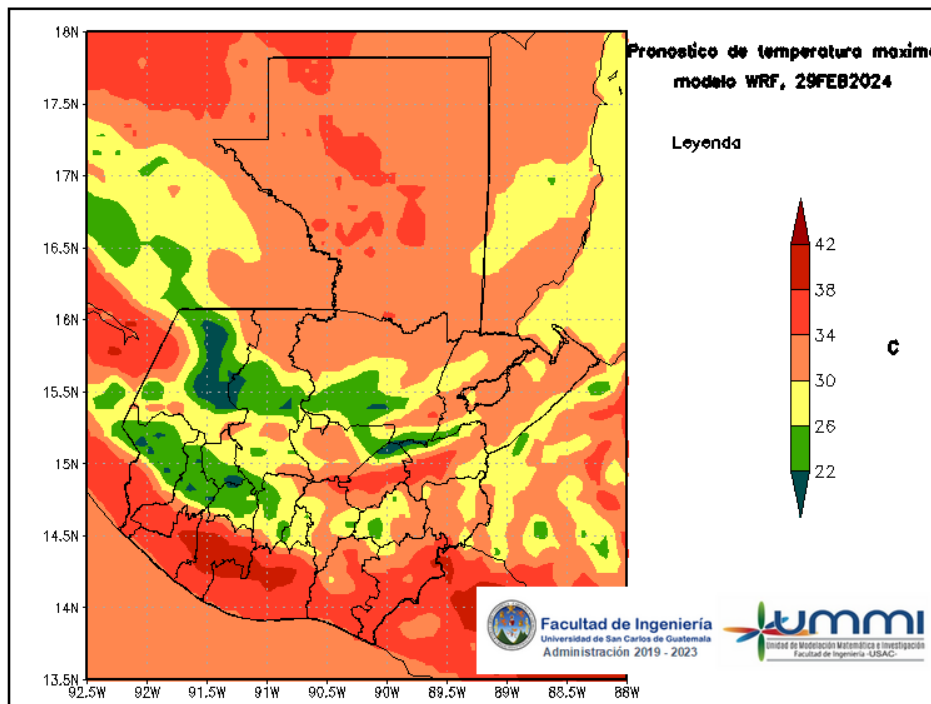 Pronostico de temperatura maxima
modelo WRF, 29FEB2024
Leyenda
18N
17.5N
17N
16.5N
16N
15.5N
15N
14.5N
14N
13.5N
92.5W
92W
91.5W
91W
90.5W
90W
89.5W
89W
88.5W
88W
42
38
34
30
26
22
C
Facultad de Ingeniería
Universidad de San Carlos de Guatemala
Administración 2019 - 2023
UMMI
Unidad de Modelación Matemática e Investigación
Facultad de Ingeniería -USAC-